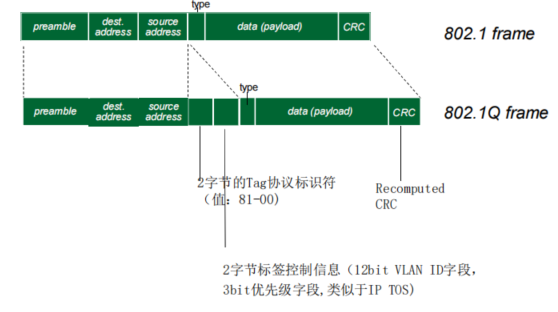 type
preamble dest. address source address data (payload) CRC 802.1 frame
type
preamble dest. address source address data (payload) CRC 802.1Q frame
2字节的Tag协议标识符
（值：81-00)
Recomputed
CRC
2字节标签控制信息（12bit VLAN ID字段，
3bit优先级字段,类似于IP TOS)